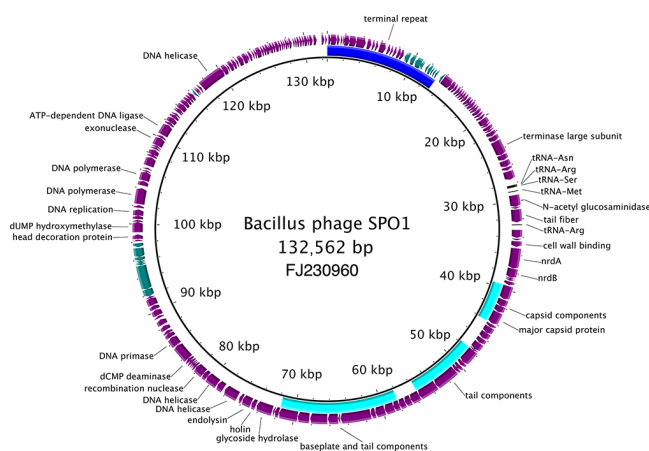 terminal repeat
DNA helicase
130 kbp
10 kbp
120 kbp
ATP-dependent DNA ligase
exonuclease
20 kbp
terminase large subunit
110 kbp
tRNA-Asn
tRNA-Arg
tRNA-Ser
tRNA-Met
DNA polymerase
DNA polymerase
30 kbp
N-acetyl glucosaminidase
DNA replication
tail fiber
100 kbp
Bacillus phage SPO1
tRNA-Arg
dUMP hydroxymethylase
head decoration protein
132,562 bp
cell wall binding
FJ230960
nrdA
40 kbp
nrdB
90 kbp
capsid components
major capsid protein
50 kbp
80 kbp
DNA primase
70 kbp
60 kbp
dCMP deaminase
recombination nuclease
tail components
DNA helicase
DNA helicase
endolysin
holin
glycoside hydrolase
baseplate and tail components